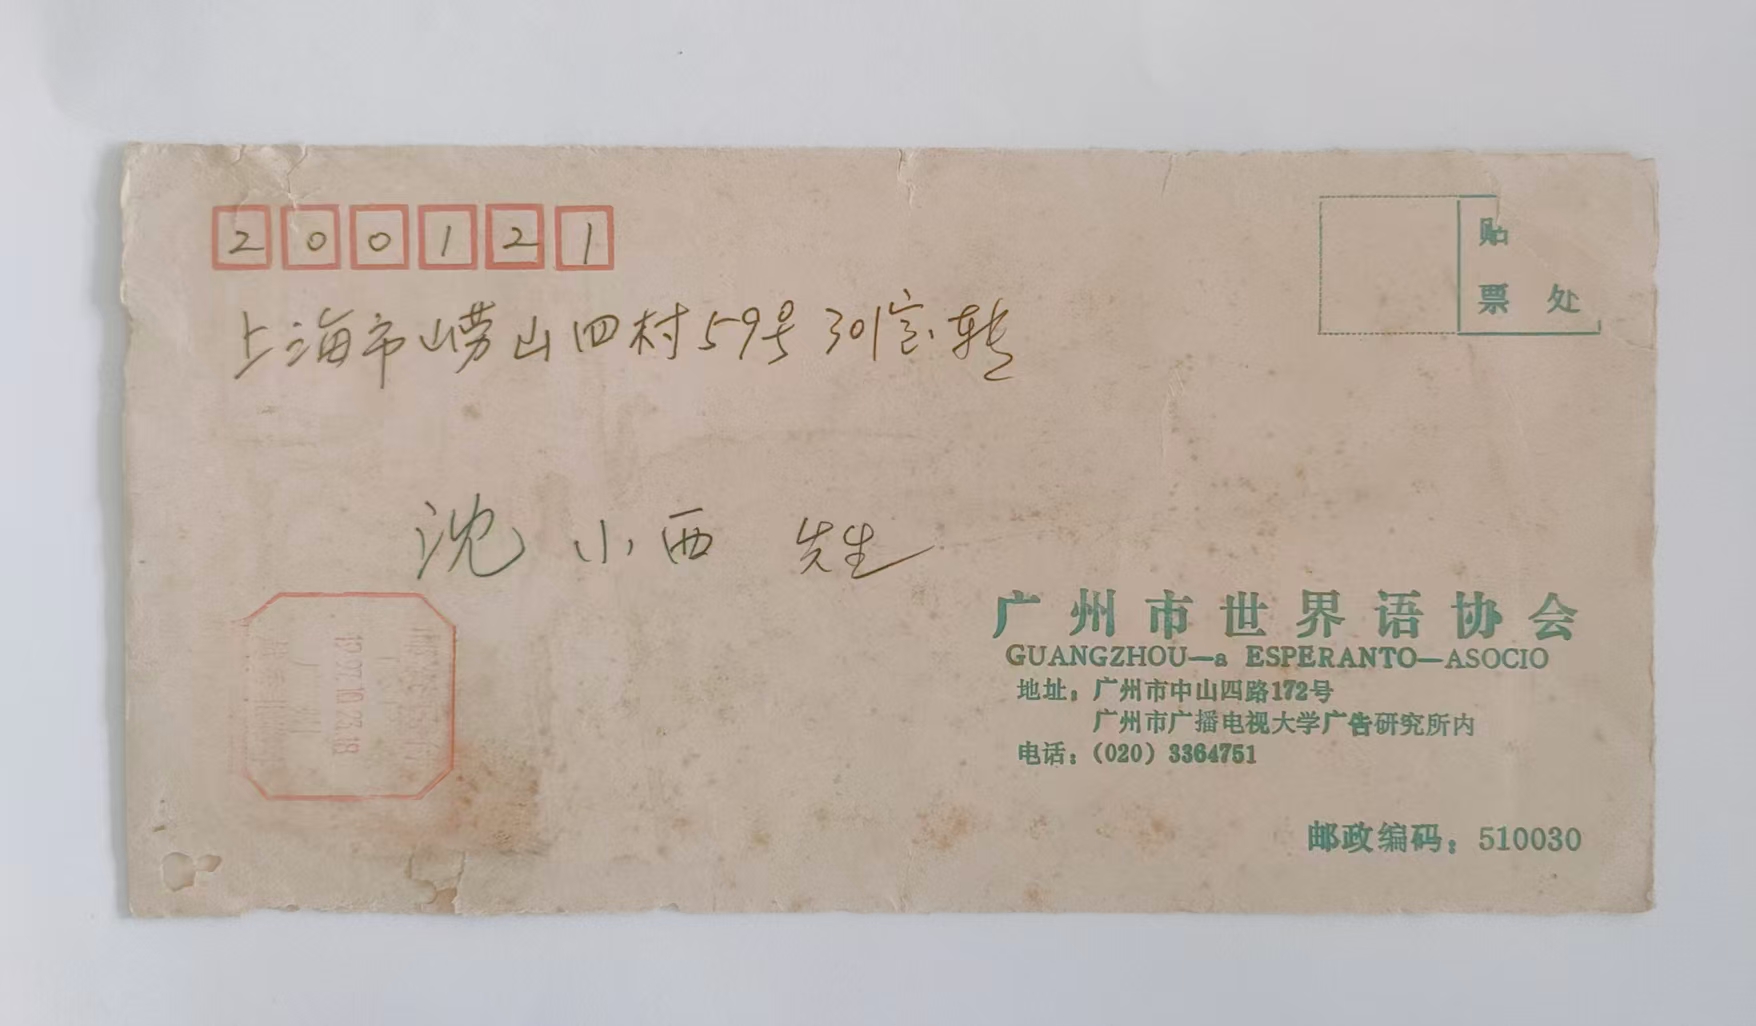 200121
贴
票 处
上海市崂山四村59号301室转
沈小西 先生
广州市世界语协会
GUANGZHOU—a ESPERANTO—ASOCIO
地址：广州市中山四路172号
广州市广播电视大学广告研究所内
电话：(020) 3364751
邮政编码：510030